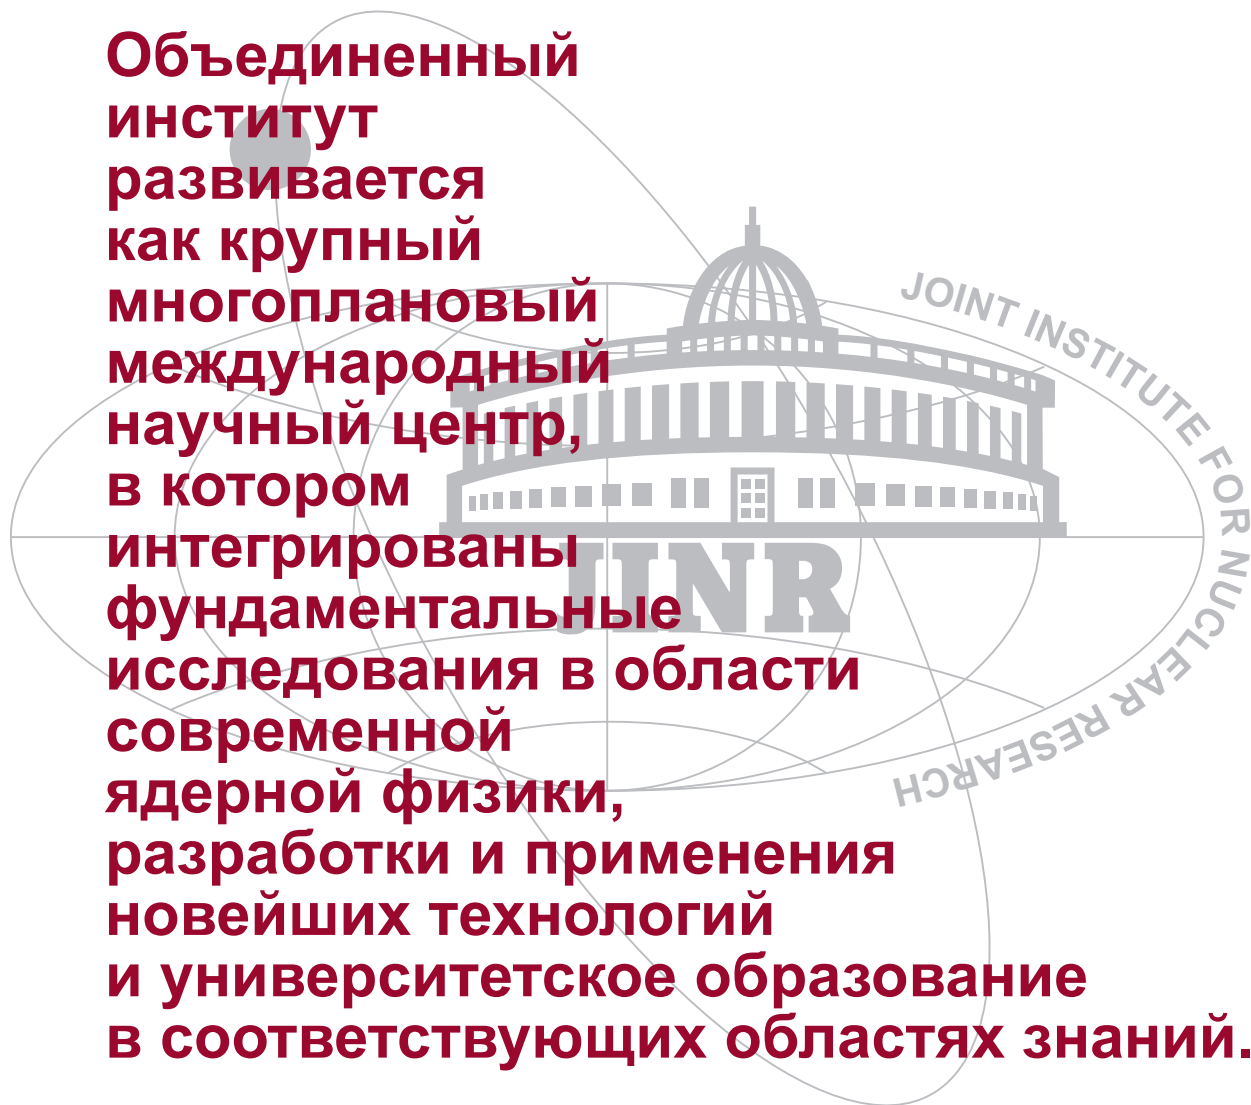 Объединенный
институт
развивается
как крупный
многоплановый
международный
научный центр,
в котором
интегрированы
фундаментальные
исследования в области
современной
ядерной физики,
разработки и применения
новейших технологий
и университетское образование
в соответствующих областях знаний.
JOINT INSTITUTE FOR NUCLEAR RESEARCH
JINR